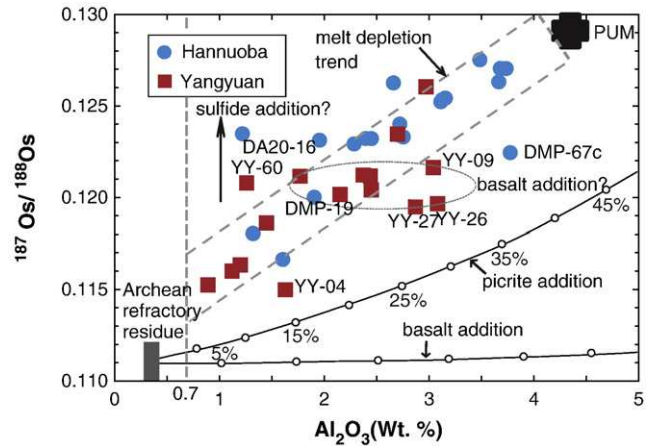 0.130
Hannuoba
Yangyuan
melt depletion
trend
PUM
sulfide addition?
0.125
DA20-16
YY-60
YY-09
DMP-67c
0.120
DMP-19
basalt addition?
YY-27
YY-26
45%
YY-04
35%
picrite addition
0.115
Archean
refractory
residue
25%
15%
5%
basalt addition
0.110
0
0.7
1
2
3
4
5
Al₂O₃(Wt. %)
¹⁸⁷Os/ ¹⁸⁸Os